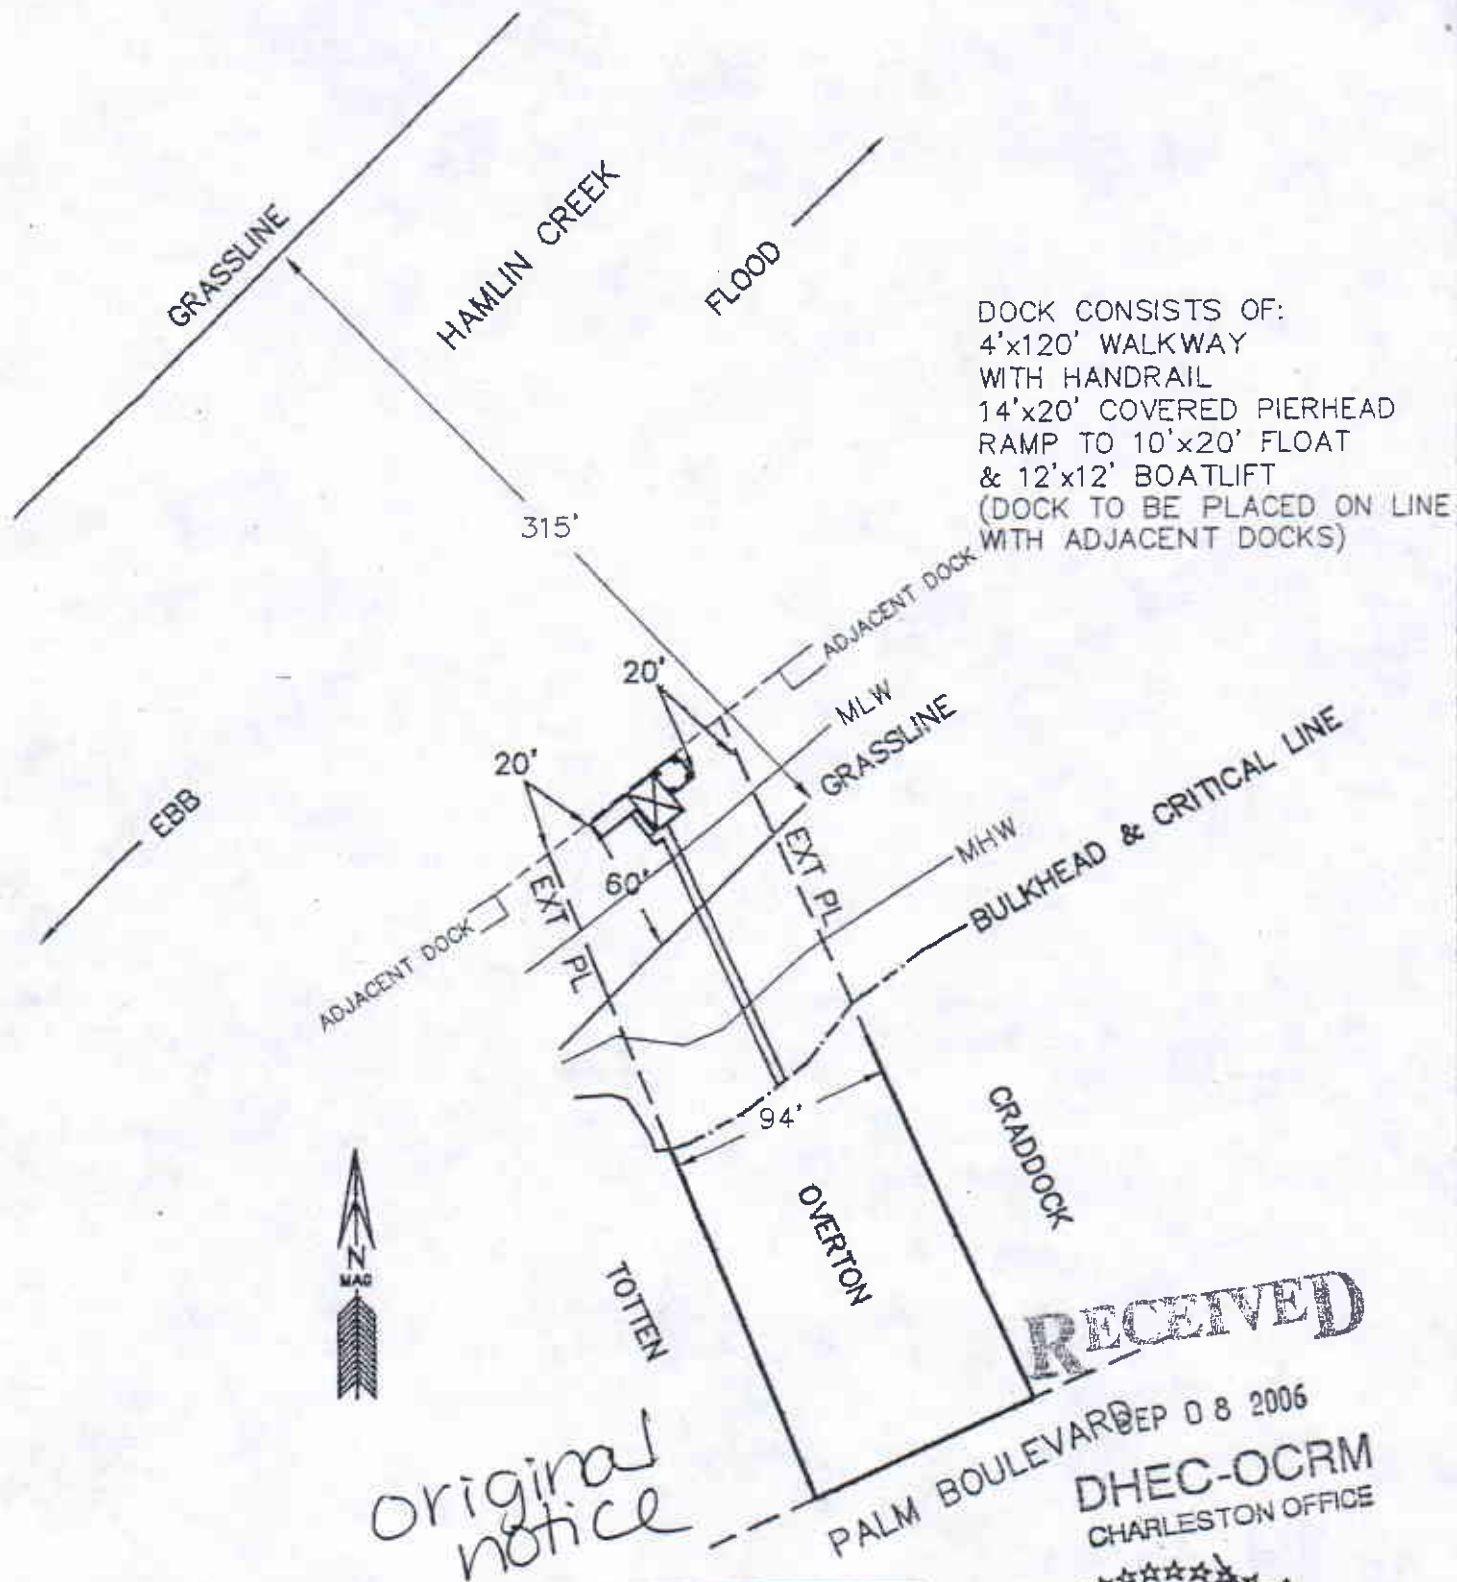 GRASSLINE
HAMLIN CREEK
FLOOD
DOCK CONSISTS OF:
4'x120' WALKWAY
WITH HANDRAIL
14'x20' COVERED PIERHEAD
RAMP TO 10'x20' FLOAT
& 12'x12' BOATLIFT
(DOCK TO BE PLACED ON LINE
WITH ADJACENT DOCKS)
315'
ADJACENT DOCK
20'
MLW
GRASSLINE
20'
EBB
BULKHEAD & CRITICAL LINE
MHW
EXT PL
60'
EXT PL
ADJACENT DOCK
94'
CRADDOCK
OVERTON
TOTTEN
N
MAG
RECEIVED
SEP 08 2006
PALM BOULEVARD
DHEC-OCRM
CHARLESTON OFFICE
original
notice